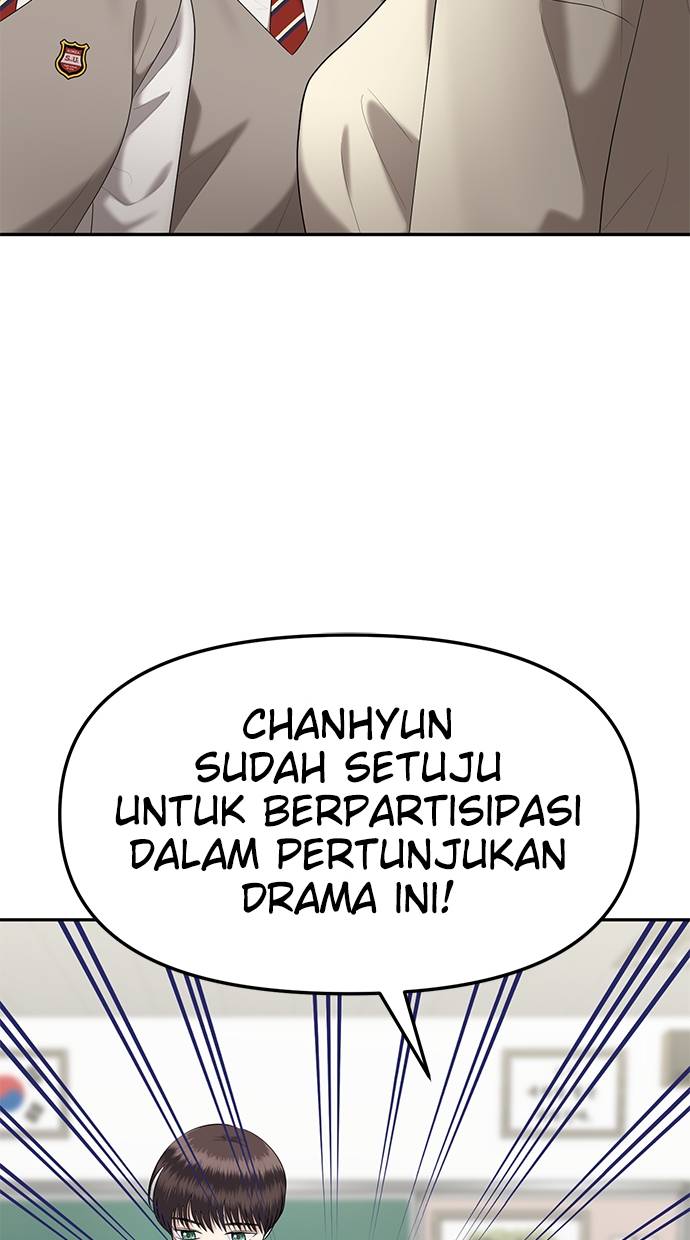 S.U.
CHANHYUN
SUDAH SETUJU
UNTUK BERPARTISIPASI
DALAM PERTUNJUKAN
DRAMA INI!